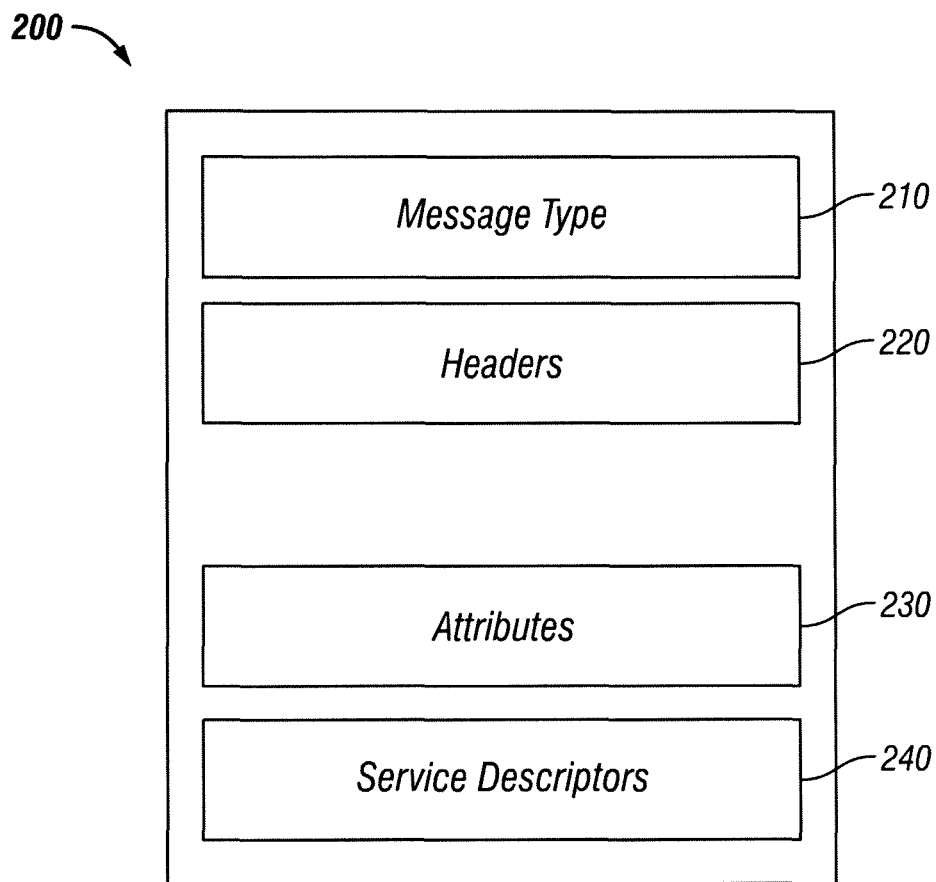 200
Message Type
210
Headers
220
Attributes
230
Service Descriptors
240